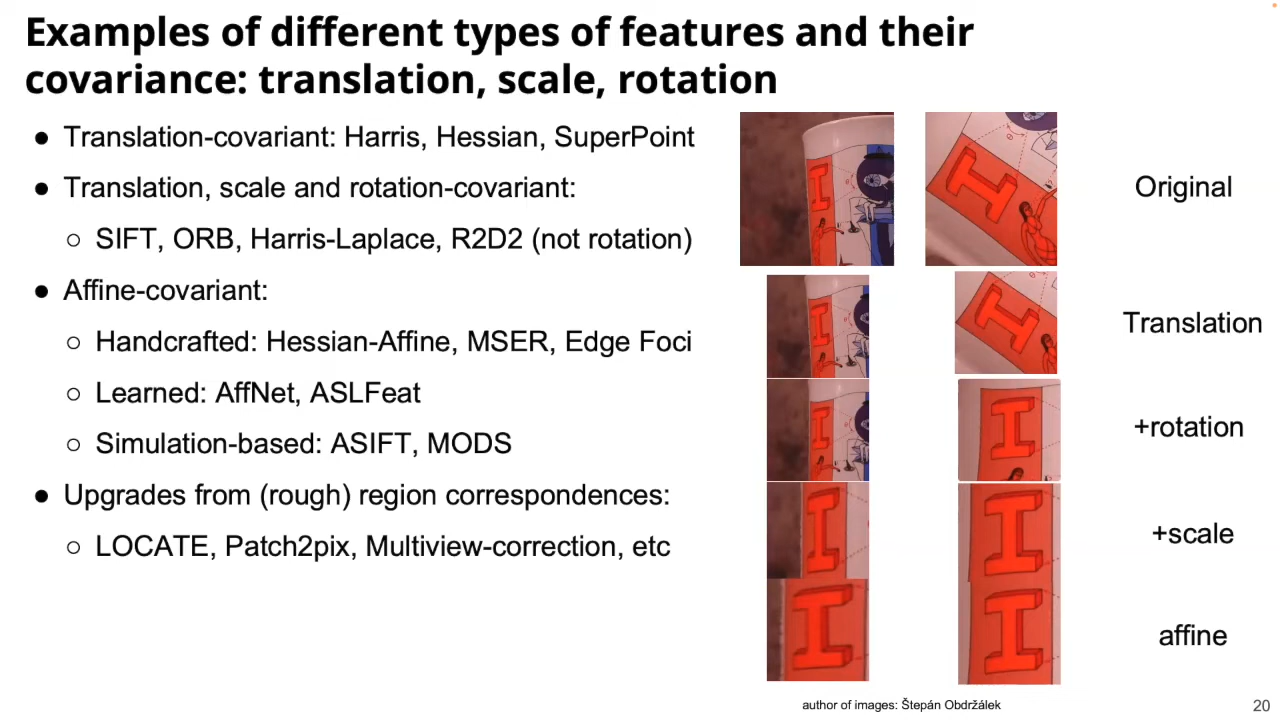 Examples of different types of features and their
covariance: translation, scale, rotation
● Translation-covariant: Harris, Hessian, SuperPoint
● Translation, scale and rotation-covariant:
○ SIFT, ORB, Harris-Laplace, R2D2 (not rotation)
● Affine-covariant:
○ Handcrafted: Hessian-Affine, MSER, Edge Foci
○ Learned: AffNet, ASLFeat
○ Simulation-based: ASIFT, MODS
● Upgrades from (rough) region correspondences:
○ LOCATE, Patch2pix, Multiview-correction, etc
Original
Translation
+rotation
+scale
affine
author of images: Štepán Obdržálek
20